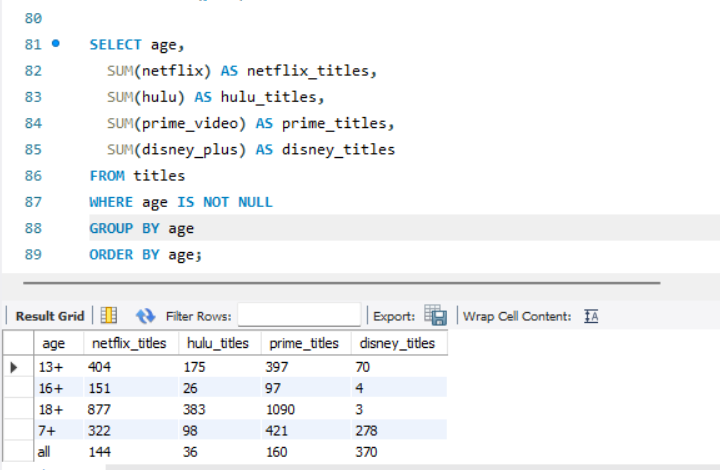 80
81 SELECT age,
82 SUM(netflix) AS netflix_titles,
83 SUM(hulu) AS hulu_titles,
84 SUM(prime_video) AS prime_titles,
85 SUM(disney_plus) AS disney_titles
86 FROM titles
87 WHERE age IS NOT NULL
88 GROUP BY age
89 ORDER BY age;
Result Grid Filter Rows: Export: Wrap Cell Content: IA
age netflix_titles hulu_titles prime_titles disney_titles
13+ 404 175 397 70
16+ 151 26 97 4
18+ 877 383 1090 3
7+ 322 98 421 278
all 144 36 160 370